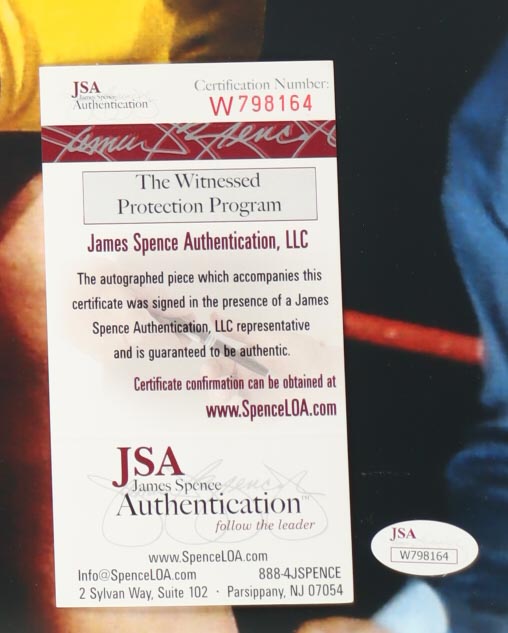 JSA
James Spence
Authentication
Certification Number:
W798164
James Spence
The Witnessed
Protection Program
James Spence Authentication, LLC
The autographed piece which accompanies this
certificate was signed in the presence of a James
Spence Authentication, LLC representative
and is guaranteed to be authentic.
Certificate confirmation can be obtained at
www.SpenceLOA.com
JSA
James Spence
Authentication™
follow the leader
www.SpenceLOA.com
Info@SpenceLOA.com 888-4JSPENCE
2 Sylvan Way, Suite 102 · Parsippany, NJ 07054
JSA
W798164